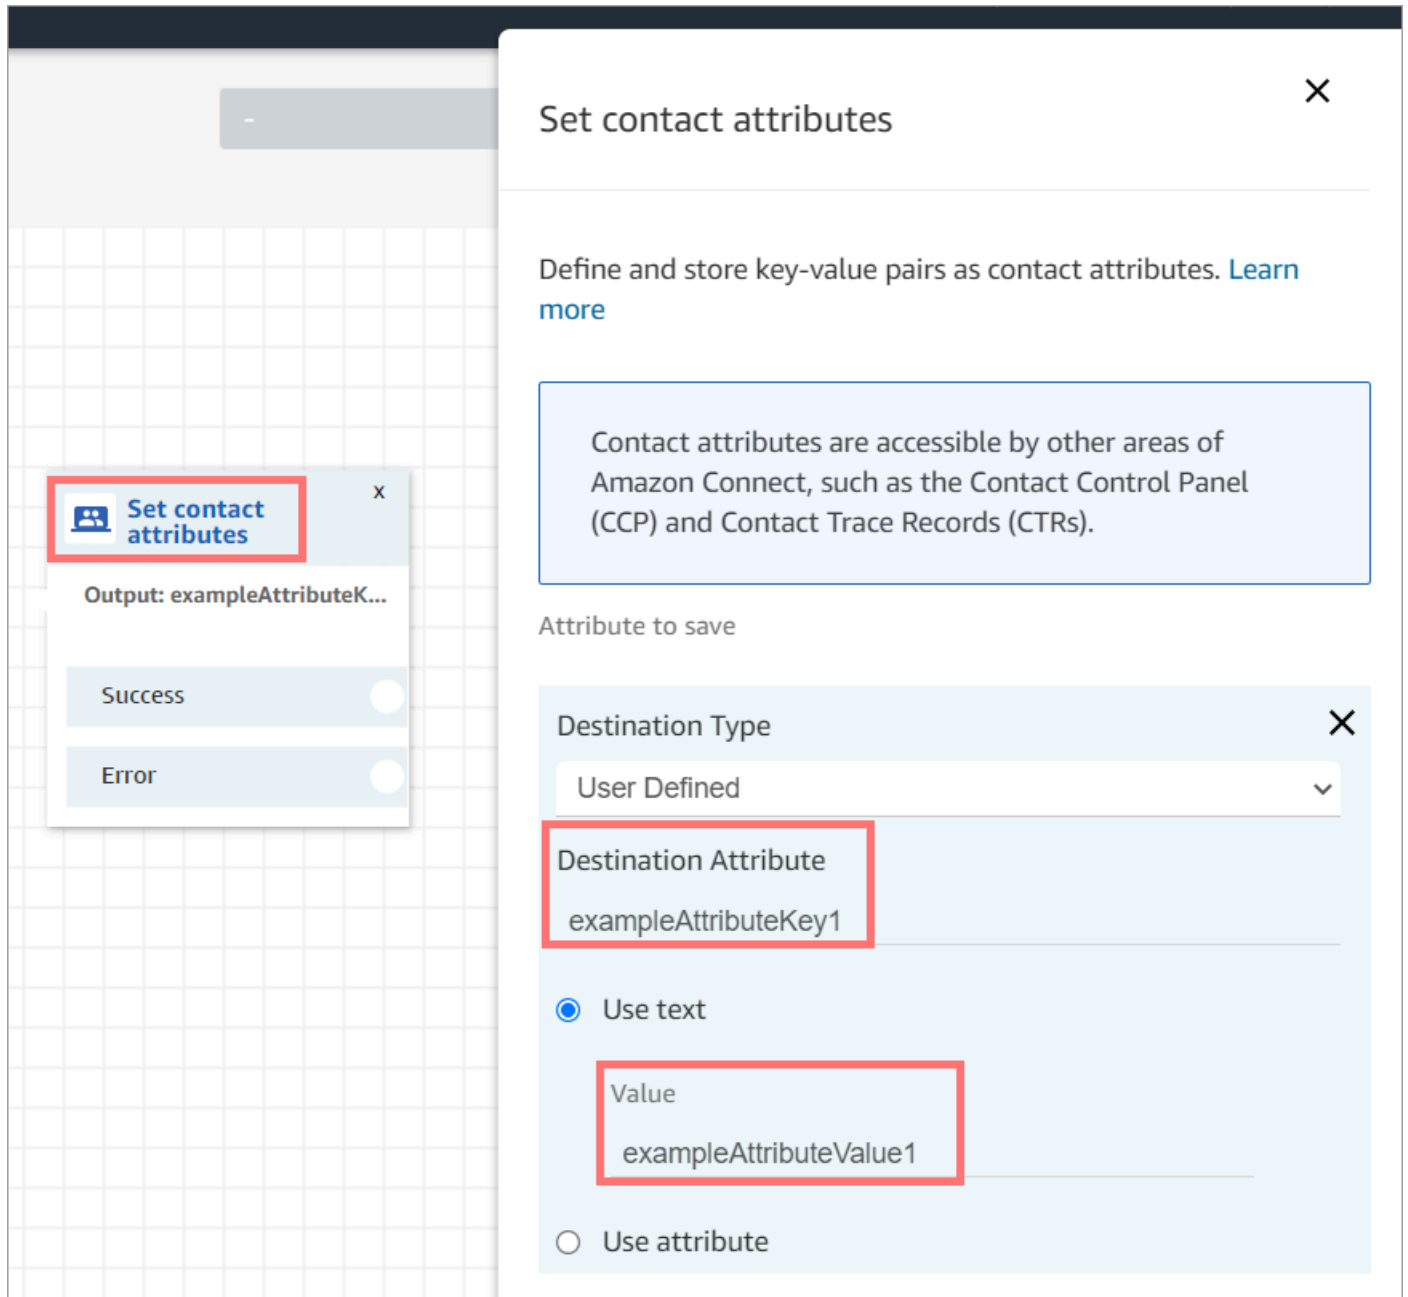 -
Set contact attributes
Define and store key-value pairs as contact attributes. Learn
more
Contact attributes are accessible by other areas of
Amazon Connect, such as the Contact Control Panel
(CCP) and Contact Trace Records (CTRs).
Set contact
attributes
x
Output: exampleAttributeK...
Success
Error
Attribute to save
Destination Type
User Defined
Destination Attribute
exampleAttributeKey1
Use text
Value
exampleAttributeValue1
Use attribute